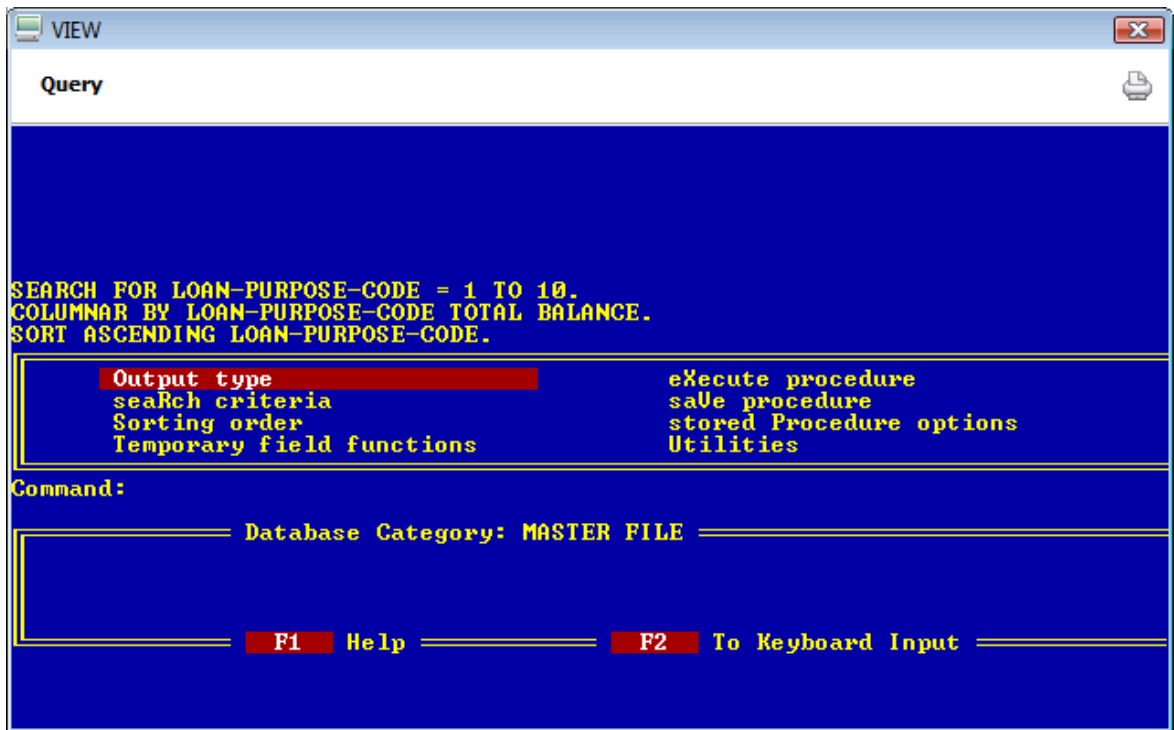 VIEW
Query
SEARCH FOR LOAN-PURPOSE-CODE = 1 TO 10.
COLUMNAR BY LOAN-PURPOSE-CODE TOTAL BALANCE.
SORT ASCENDING LOAN-PURPOSE-CODE.
Output type eXecute procedure
seaRch criteria saVe procedure
Sorting order stored Procedure options
Temporary field functions Utilities
Command:
Database Category: MASTER FILE
F1 Help F2 To Keyboard Input